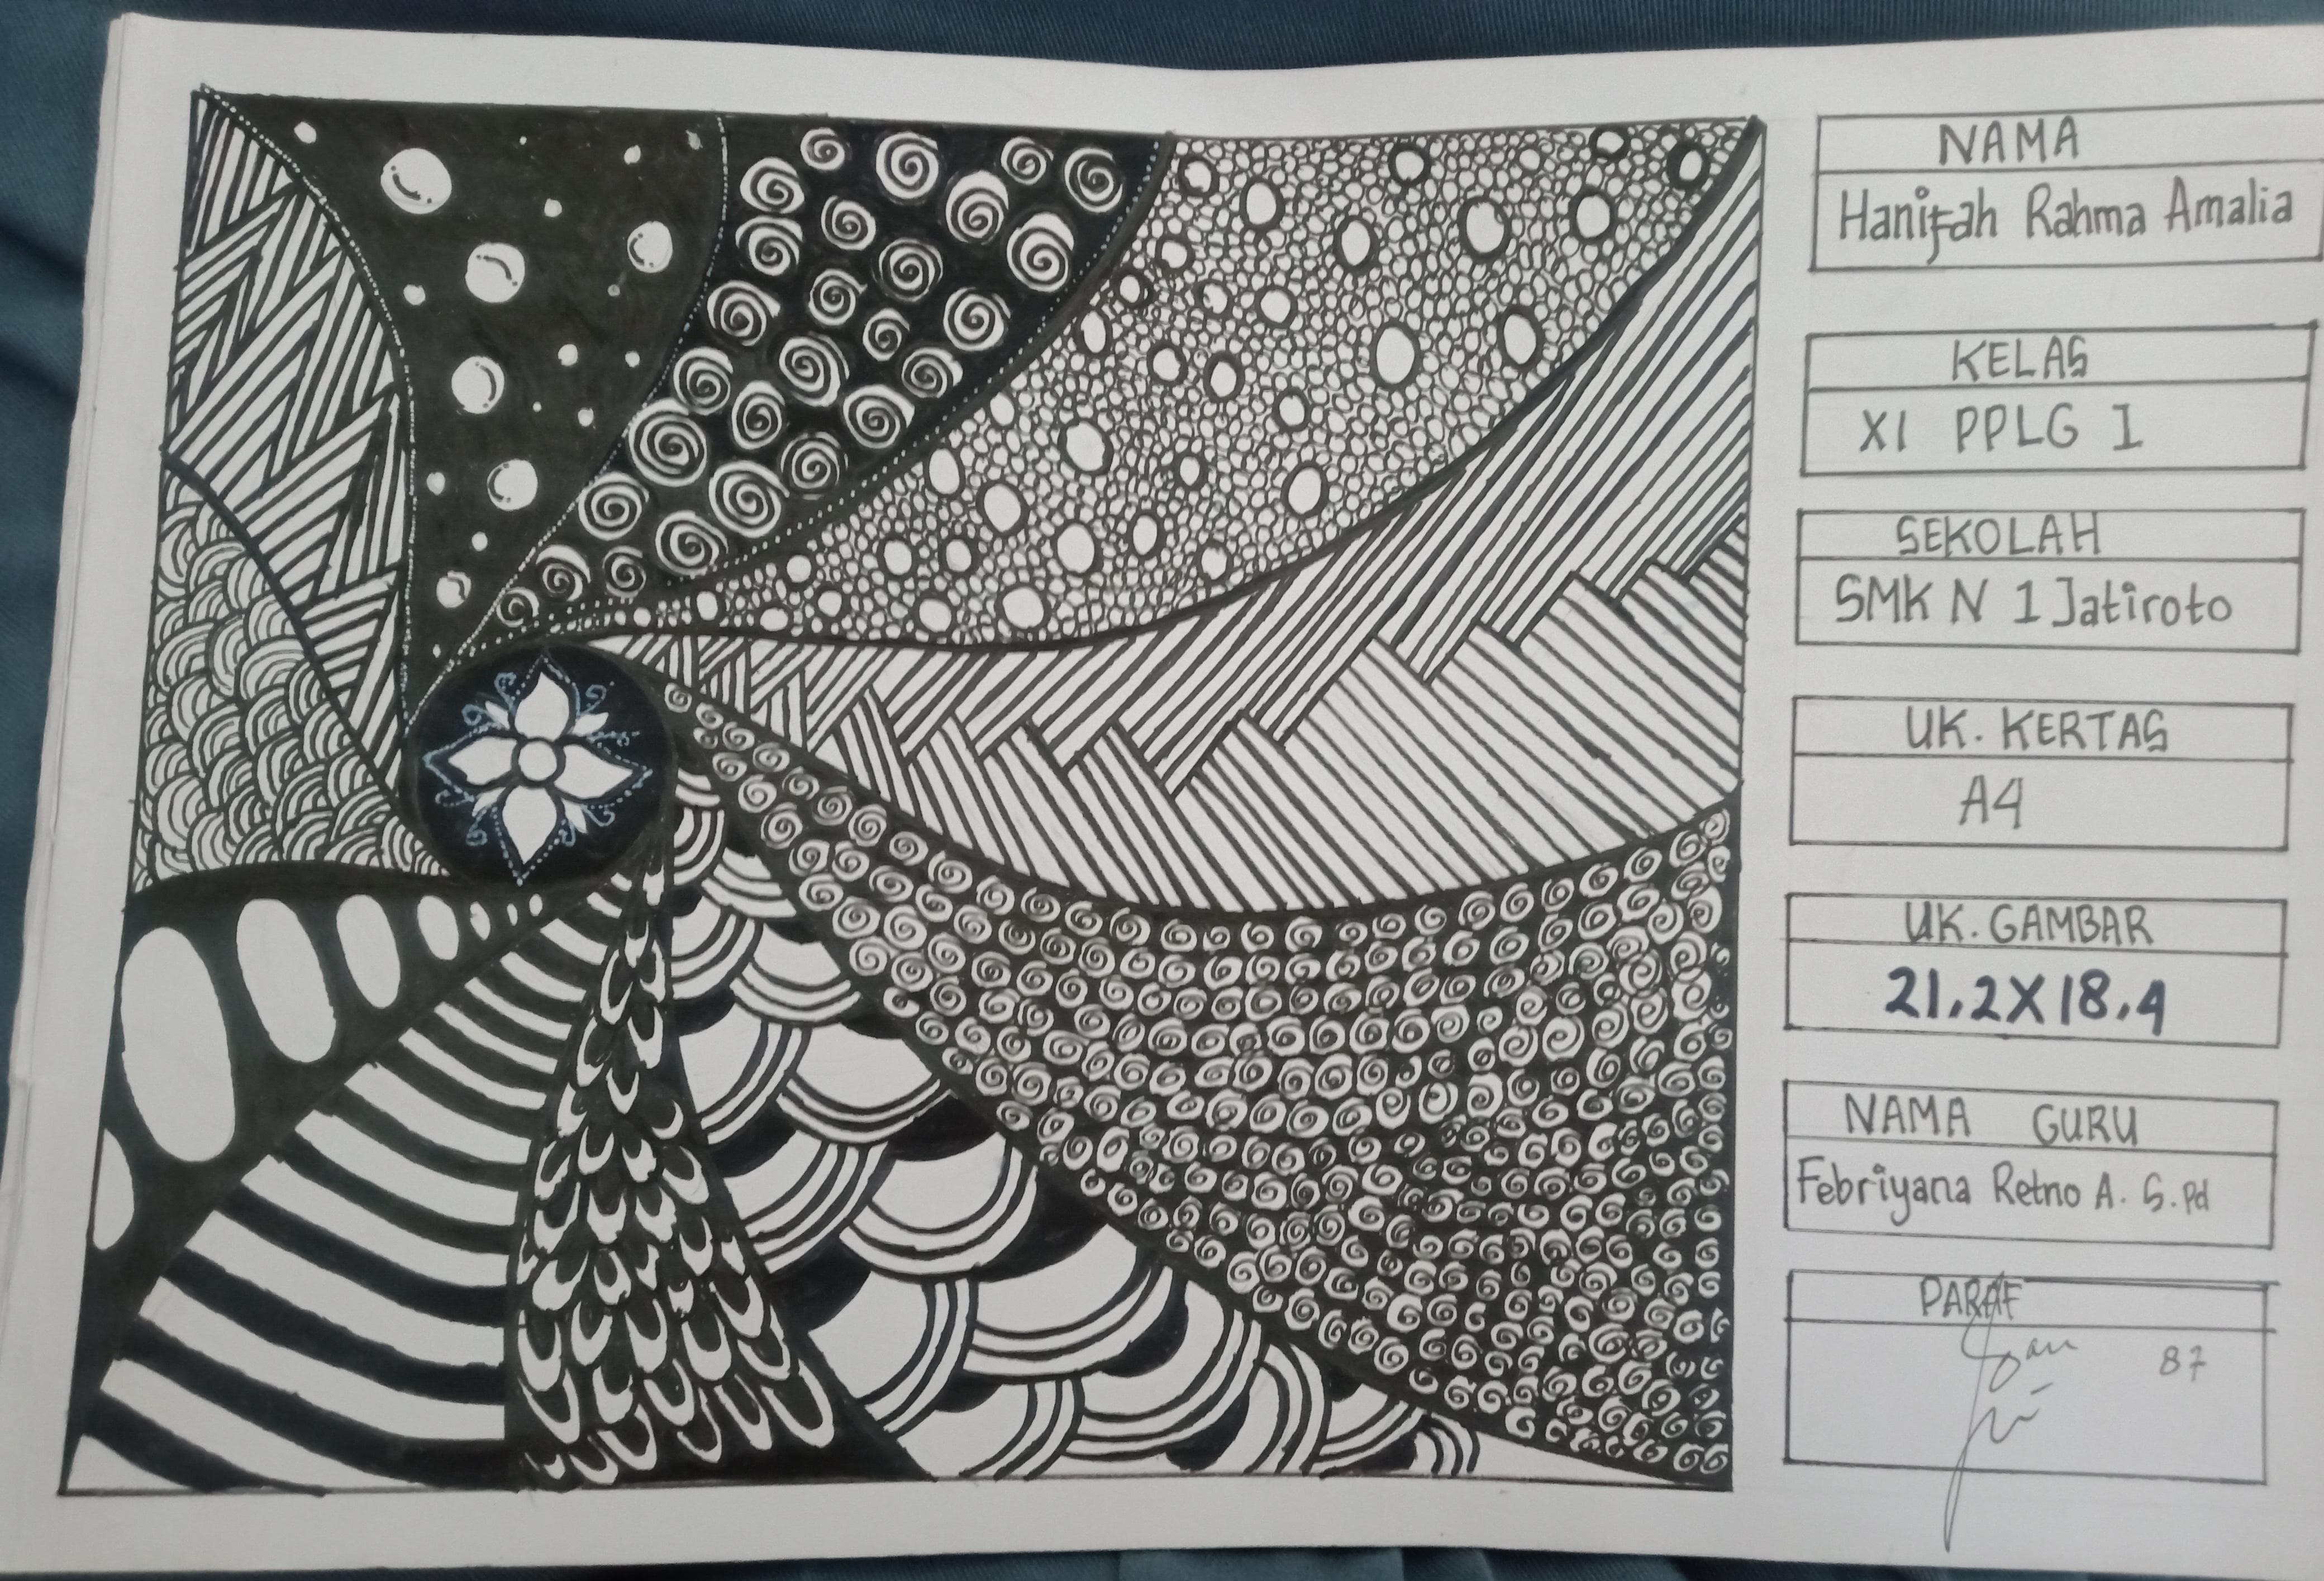 NAMA
Hanifah Rahma Amalia
KELAS
XI PPLG I
SEKOLAH
SMK N 1 Jatiroto
UK. KERTAS
A4
UK. GAMBAR
21.2X18.4
NAMA GURU
Febriyana Retno A. S.Pd
PARAF
87